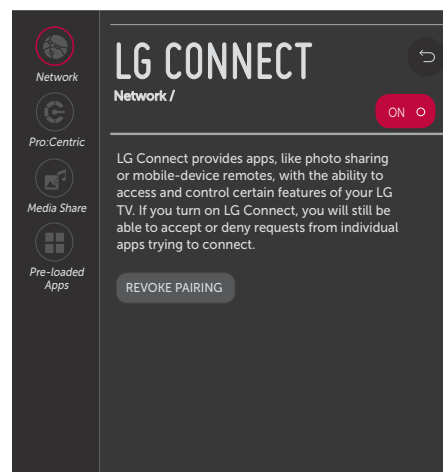 Network
Pro:Centric
Media Share
Pre-loaded
Apps
LG CONNECT
Network /
ON
LG Connect provides apps, like photo sharing
or mobile-device remotes, with the ability to
access and control certain features of your LG
TV. If you turn on LG Connect, you will still be
able to accept or deny requests from individual
apps trying to connect.
REVOKE PAIRING